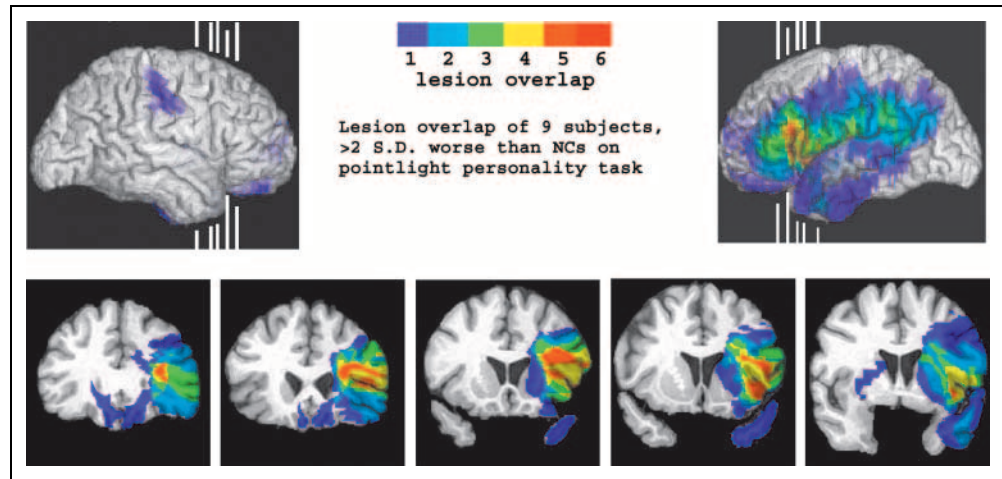 1 2 3 4 5 6
lesion overlap
Lesion overlap of 9 subjects,
>2 S.D. worse than NCs on
pointlight personality task